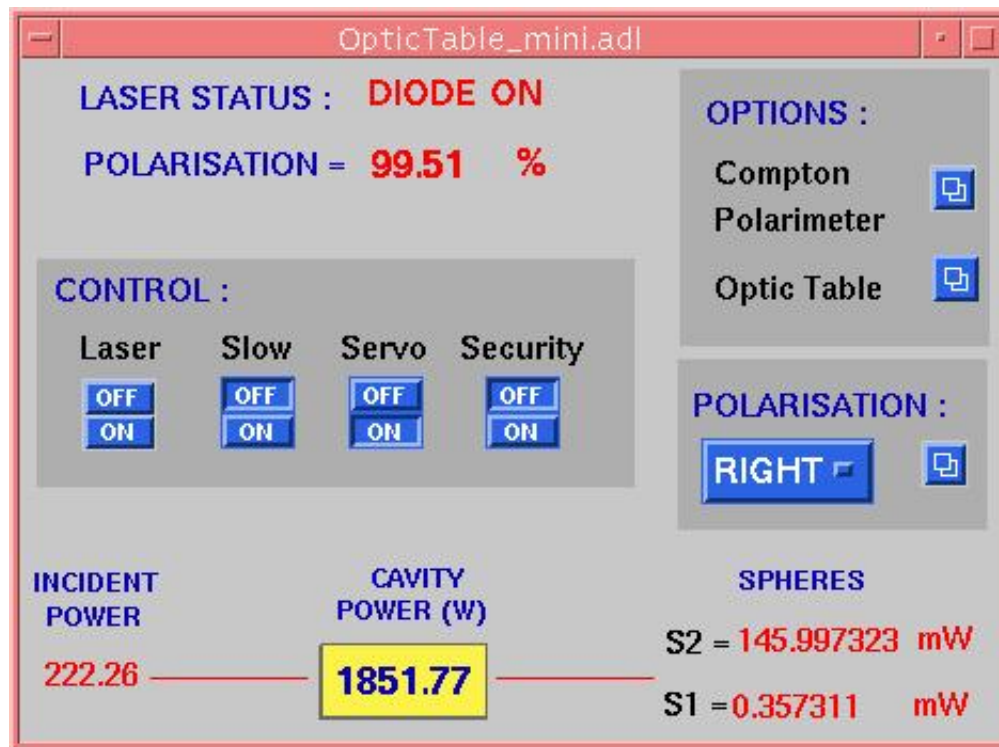 OpticTable_mini.adl
LASER STATUS : DIODE ON
POLARISATION = 99.51 %
OPTIONS :
Compton
Polarimeter
Optic Table
CONTROL :
Laser Slow Servo Security
OFF OFF OFF OFF
ON ON ON ON
POLARISATION :
RIGHT
INCIDENT
POWER
222.26
CAVITY
POWER (W)
1851.77
SPHERES
S2 = 145.997323 mW
S1 = 0.357311 mW